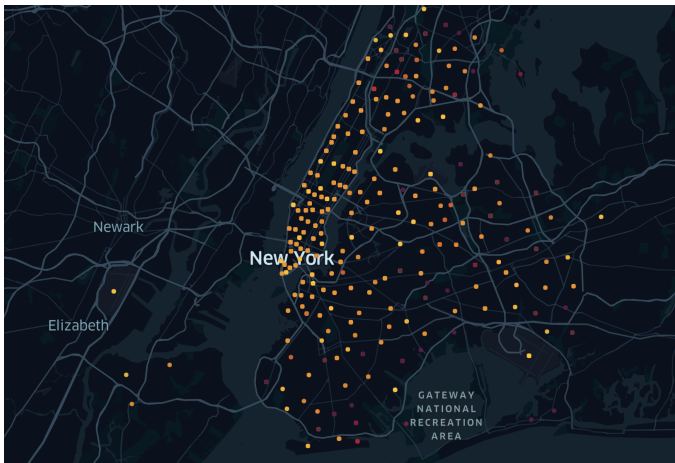 Newark
New York
Elizabeth
GATEWAY
NATIONAL
RECREATION
AREA